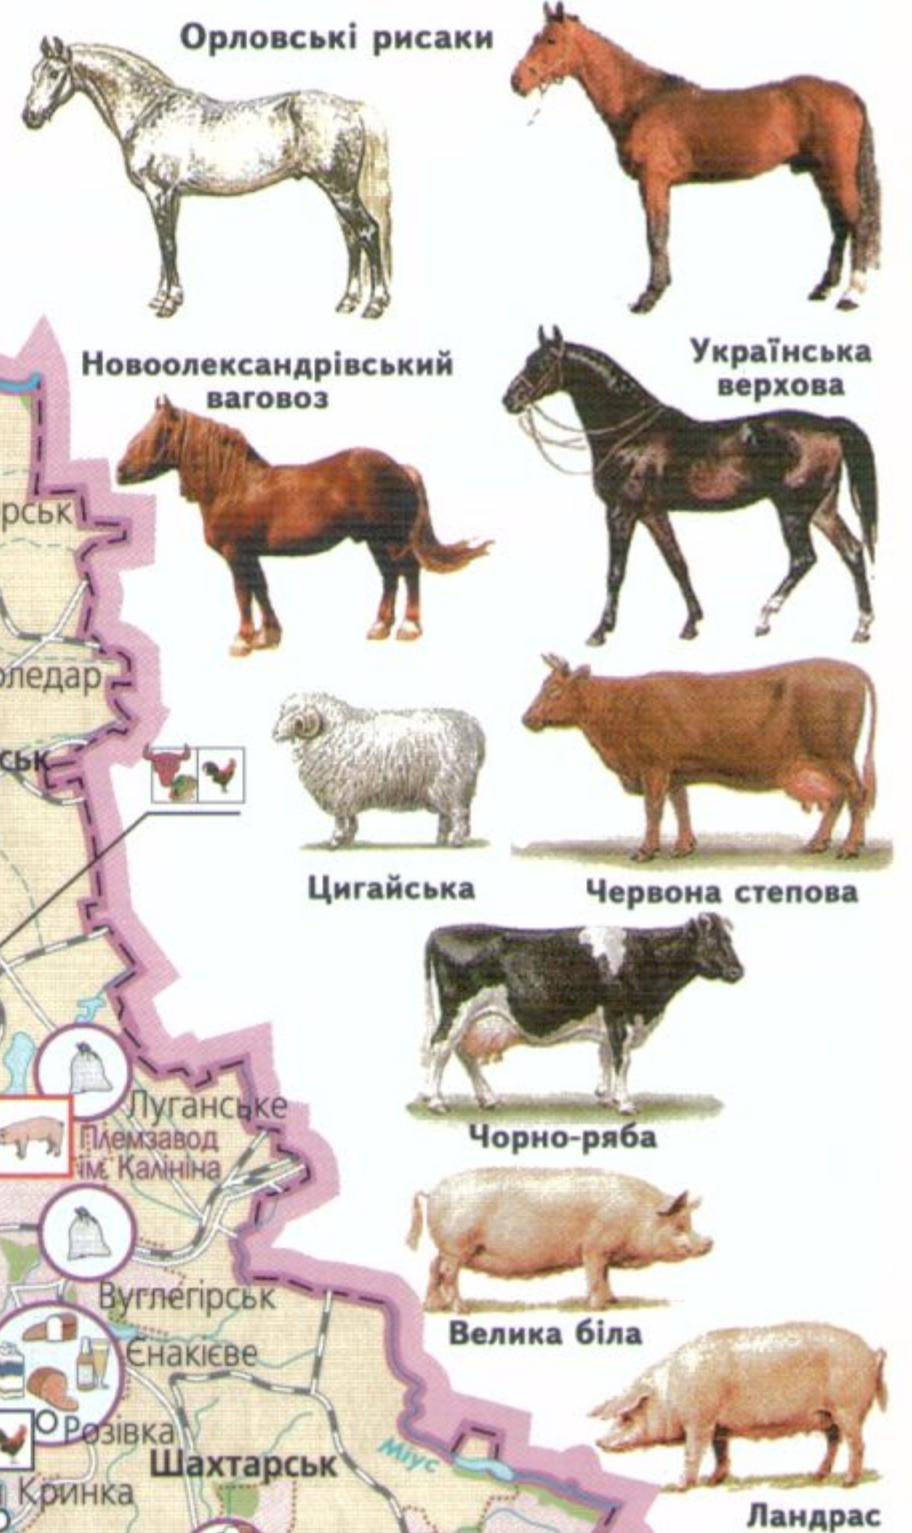 Орловські рисаки
Новоолександрівський
ваговоз
Українська
верхова
Цигайська
Червона степова
Чорно-ряба
Луганське
Племзавод
ім. Калініна
Велика біла
Вуглегірськ
Єнакієве
Розівка
Шахтарськ
Міус
Кринка
Ландрас